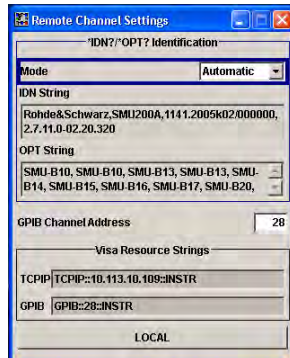 Remote Channel Settings
*IDN?/*OPT? Identification
Mode Automatic
IDN String
Rohde&Schwarz,SMU200A,1141.2005k02/000000,
2.7.11.0-02.20.320
OPT String
SMU-B10, SMU-B10, SMU-B13, SMU-B13, SMU-
B14, SMU-B15, SMU-B16, SMU-B17, SMU-B20,
GPIB Channel Address 28
Visa Resource Strings
TCPIP TCPIP::10.113.10.109::INSTR
GPIB GPIB::28::INSTR
LOCAL